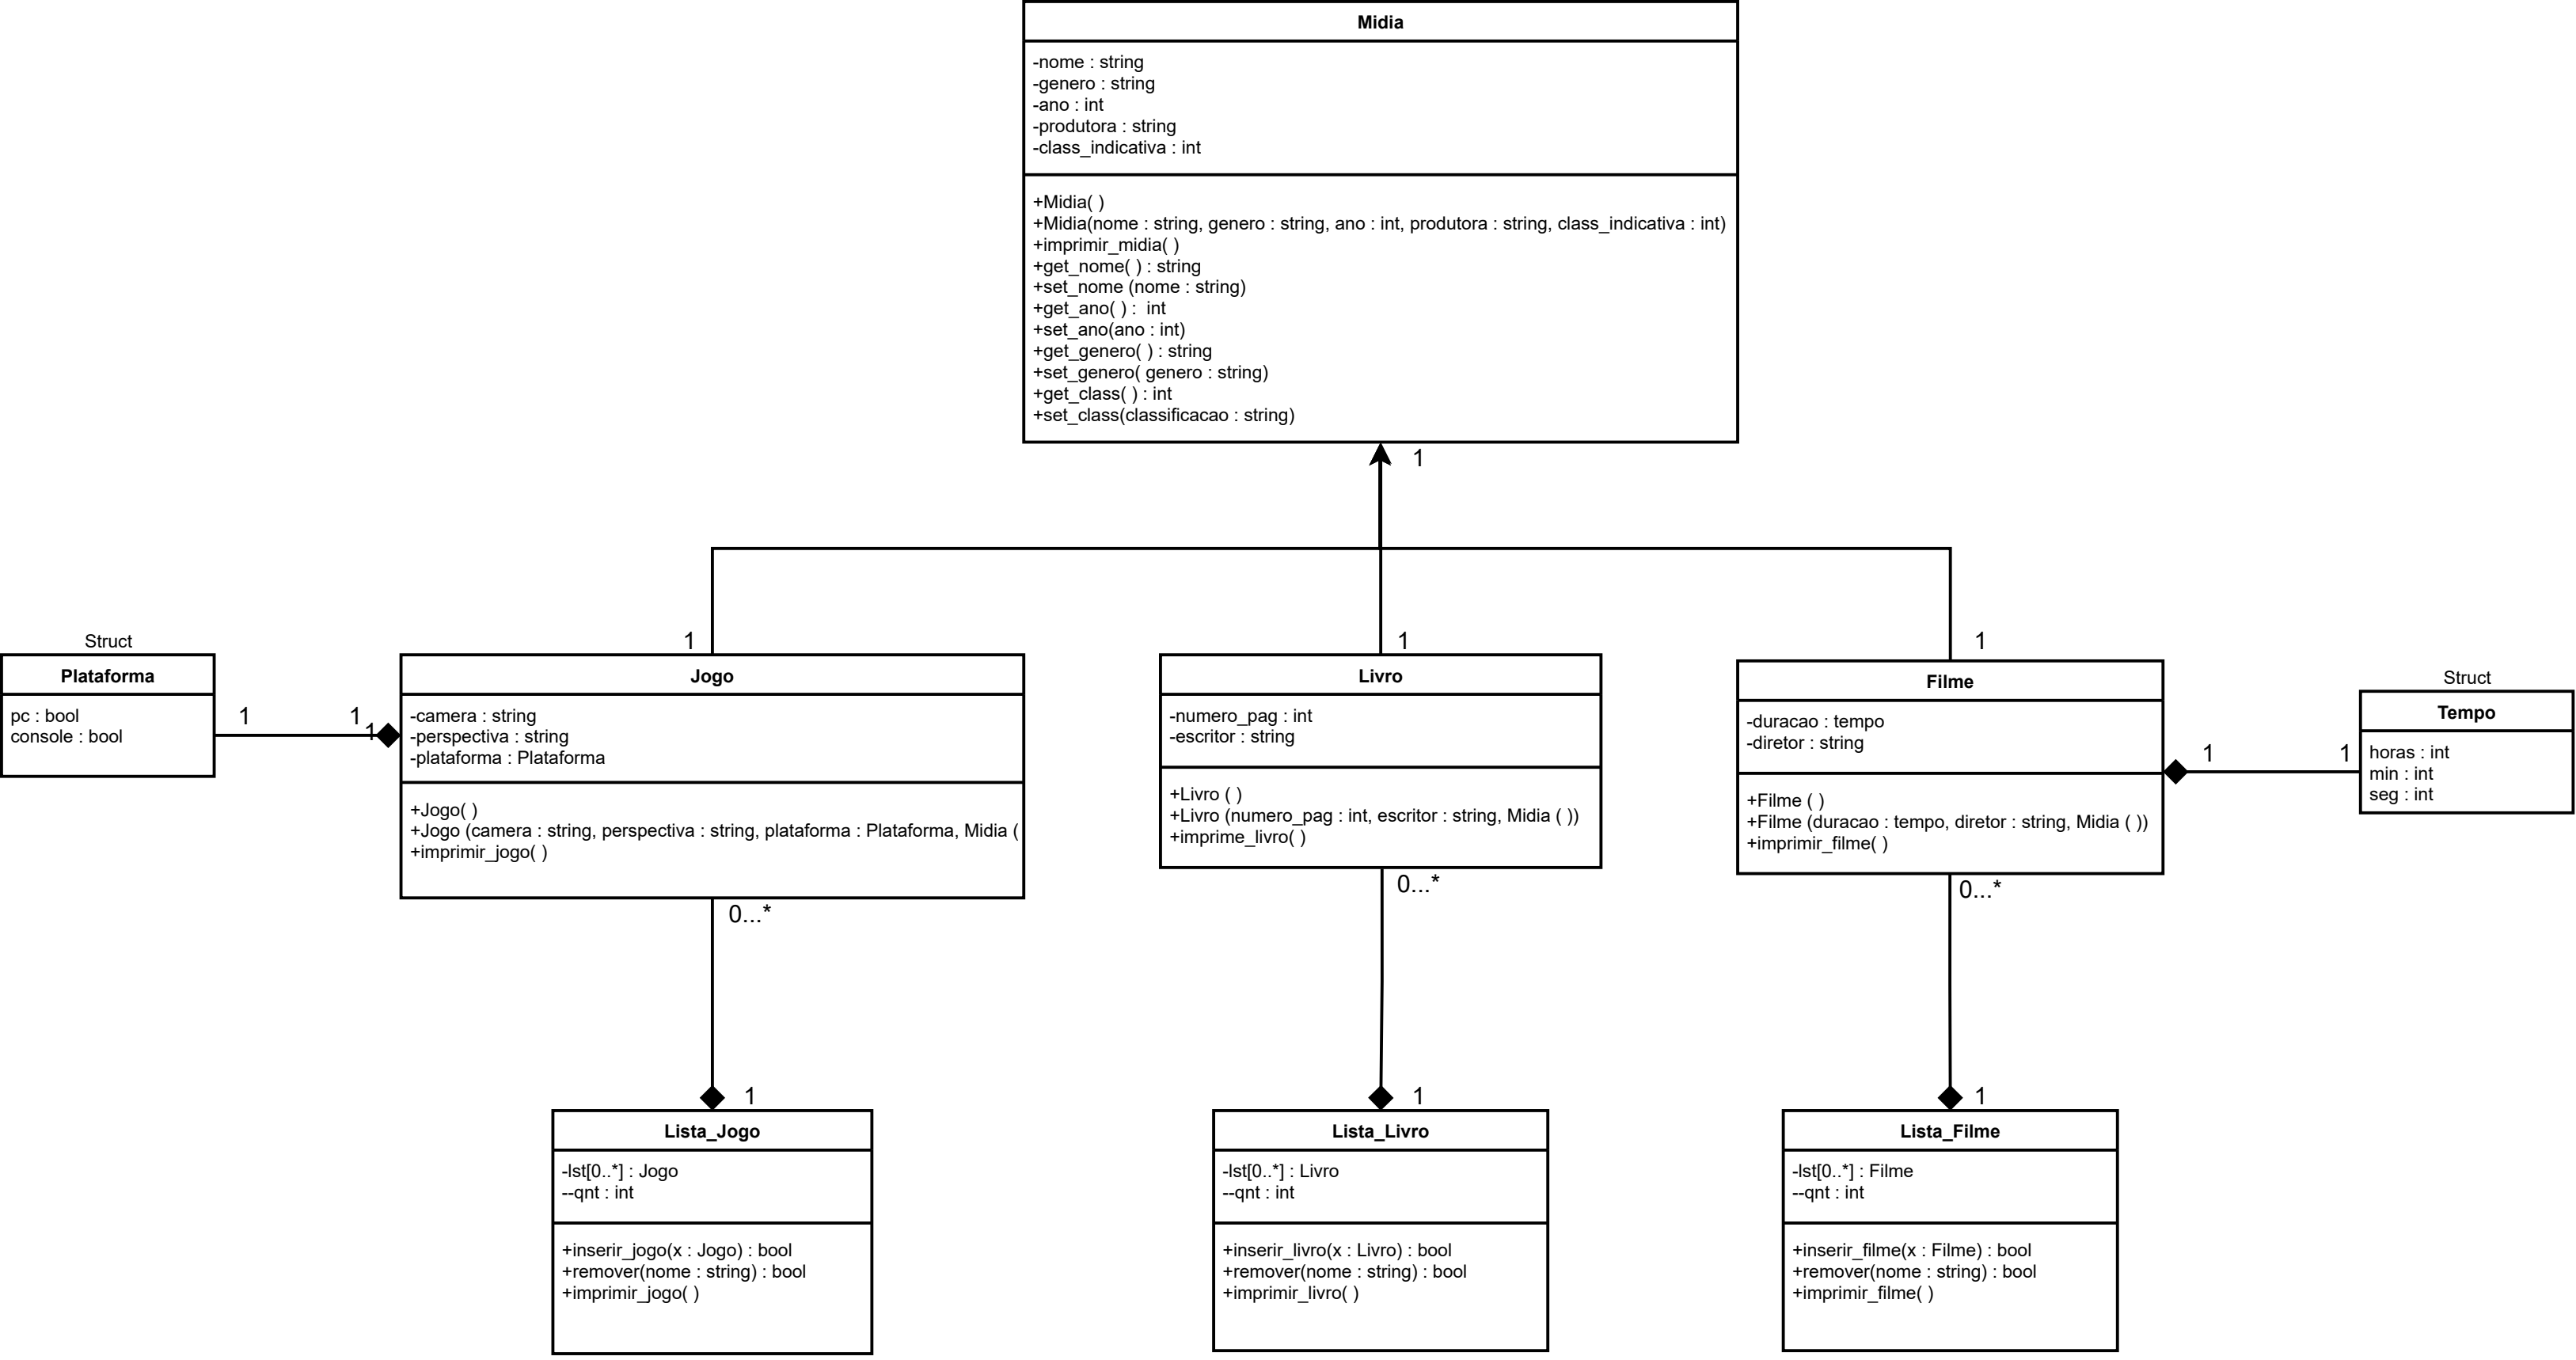 Midia
-nome : string
-genero : string
-ano : int
-produtora : string
-class_indicativa : int
+Midia( )
+Midia(nome : string, genero : string, ano : int, produtora : string, class_indicativa : int)
+imprimir_midia( )
+get_nome( ) : string
+set_nome (nome : string)
+get_ano( ) :  int
+set_ano(ano : int)
+get_genero( ) : string
+set_genero( genero : string)
+get_class( ) : int
+set_class(classificacao : string)
1
1
1
1
Struct
Plataforma
pc : bool
console : bool
1
1
1
Jogo
-camera : string
-perspectiva : string
-plataforma : Plataforma
+Jogo( )
+Jogo (camera : string, perspectiva : string, plataforma : Plataforma, Midia (
+imprimir_jogo( )
Livro
-numero_pag : int
-escritor : string
+Livro ( )
+Livro (numero_pag : int, escritor : string, Midia ( ))
+imprime_livro( )
Filme
-duracao : tempo
-diretor : string
+Filme ( )
+Filme (duracao : tempo, diretor : string, Midia ( ))
+imprimir_filme( )
1
1
Struct
Tempo
horas : int
min : int
seg : int
0...*
0...*
0...*
1
1
1
Lista_Jogo
-lst[0..*] : Jogo
--qnt : int
+inserir_jogo(x : Jogo) : bool
+remover(nome : string) : bool
+imprimir_jogo( )
Lista_Livro
-lst[0..*] : Livro
--qnt : int
+inserir_livro(x : Livro) : bool
+remover(nome : string) : bool
+imprimir_livro( )
Lista_Filme
-lst[0..*] : Filme
--qnt : int
+inserir_filme(x : Filme) : bool
+remover(nome : string) : bool
+imprimir_filme( )